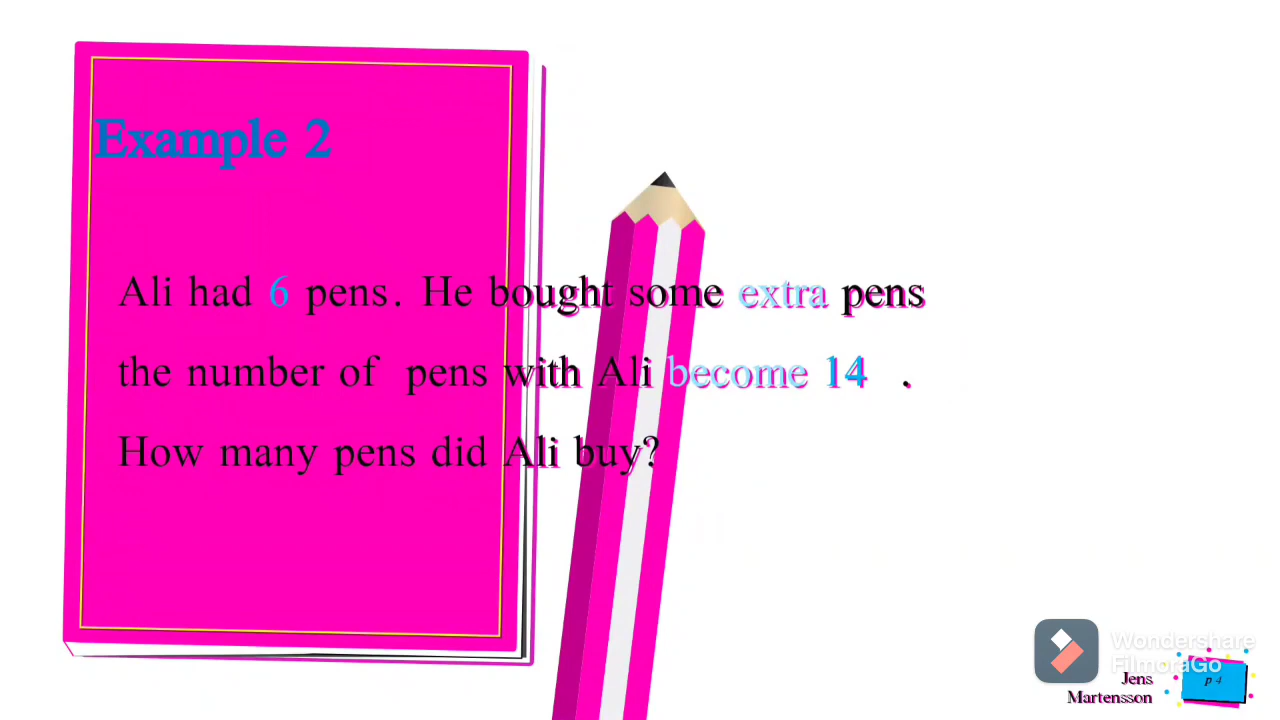 Example 2
Ali had 6 pens. He bought some extra pens
the number of pens with Ali become 14 .
How many pens did Ali buy?
Wondershare
FilmoraGo
Jens
Martensson
p 4